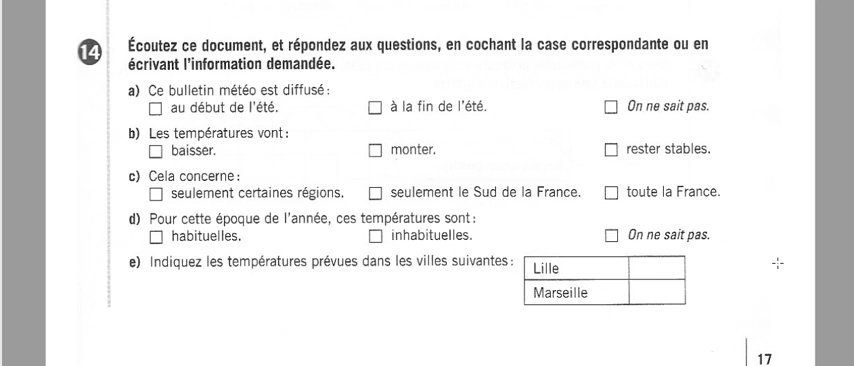 14 Écoutez ce document, et répondez aux questions, en cochant la case correspondante ou en
écrivant l'information demandée.
a) Ce bulletin météo est diffusé :
au début de l'été. à la fin de l'été. On ne sait pas.
b) Les températures vont :
baisser. monter. rester stables.
c) Cela concerne :
seulement certaines régions. seulement le Sud de la France. toute la France.
d) Pour cette époque de l'année, ces températures sont :
habituelles. inhabituelles. On ne sait pas.
e) Indiquez les températures prévues dans les villes suivantes :
Lille
Marseille
17